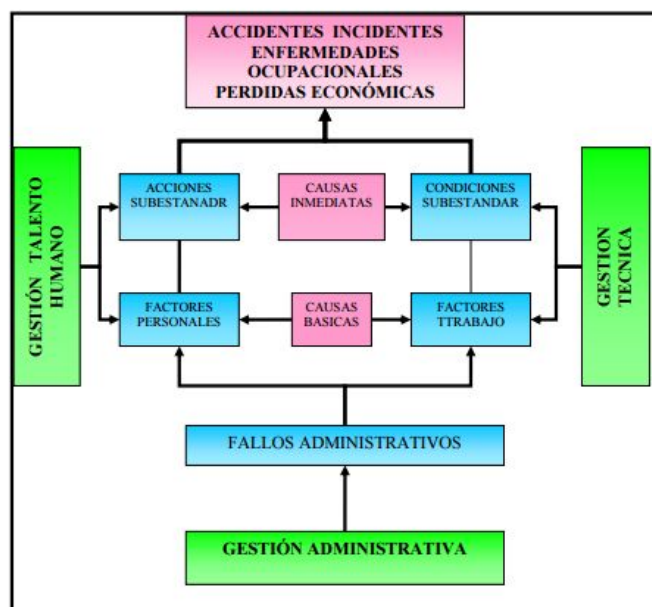 ACCIDENTES INCIDENTES
ENFERMEDADES
OCUPACIONALES
PERDIDAS ECONÓMICAS
GESTIÓN TALENTO
HUMANO
ACCIONES
SUBESTANADR
CAUSAS
INMEDIATAS
CONDICIONES
SUBESTANDAR
GESTION
TECNICA
FACTORES
PERSONALES
CAUSAS
BASICAS
FACTORES
TTRABAJO
FALLOS ADMINISTRATIVOS
GESTIÓN ADMINISTRATIVA